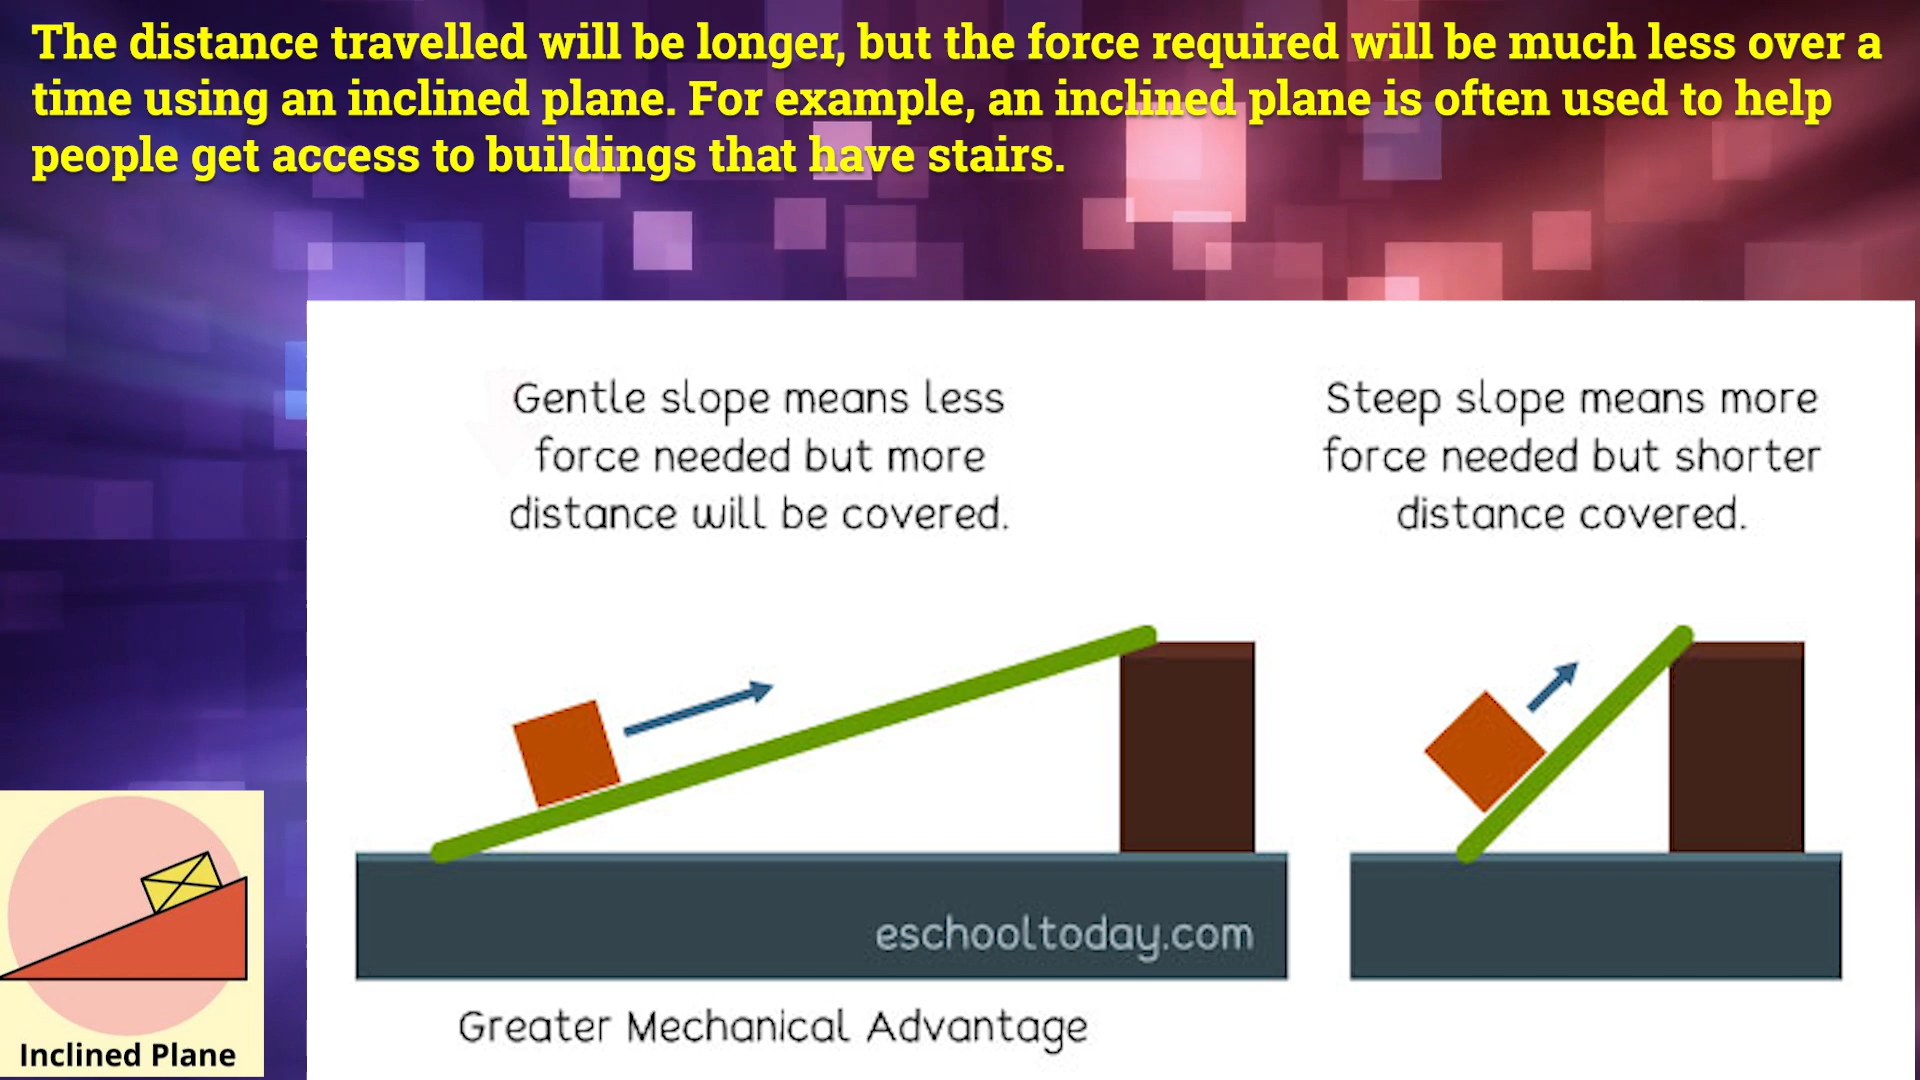 The distance travelled will be longer, but the force required will be much less over a
time using an inclined plane. For example, an inclined plane is often used to help
people get access to buildings that have stairs.
Gentle slope means less
force needed but more
distance will be covered.
Steep slope means more
force needed but shorter
distance covered.
eschooltoday.com
Greater Mechanical Advantage
Inclined Plane